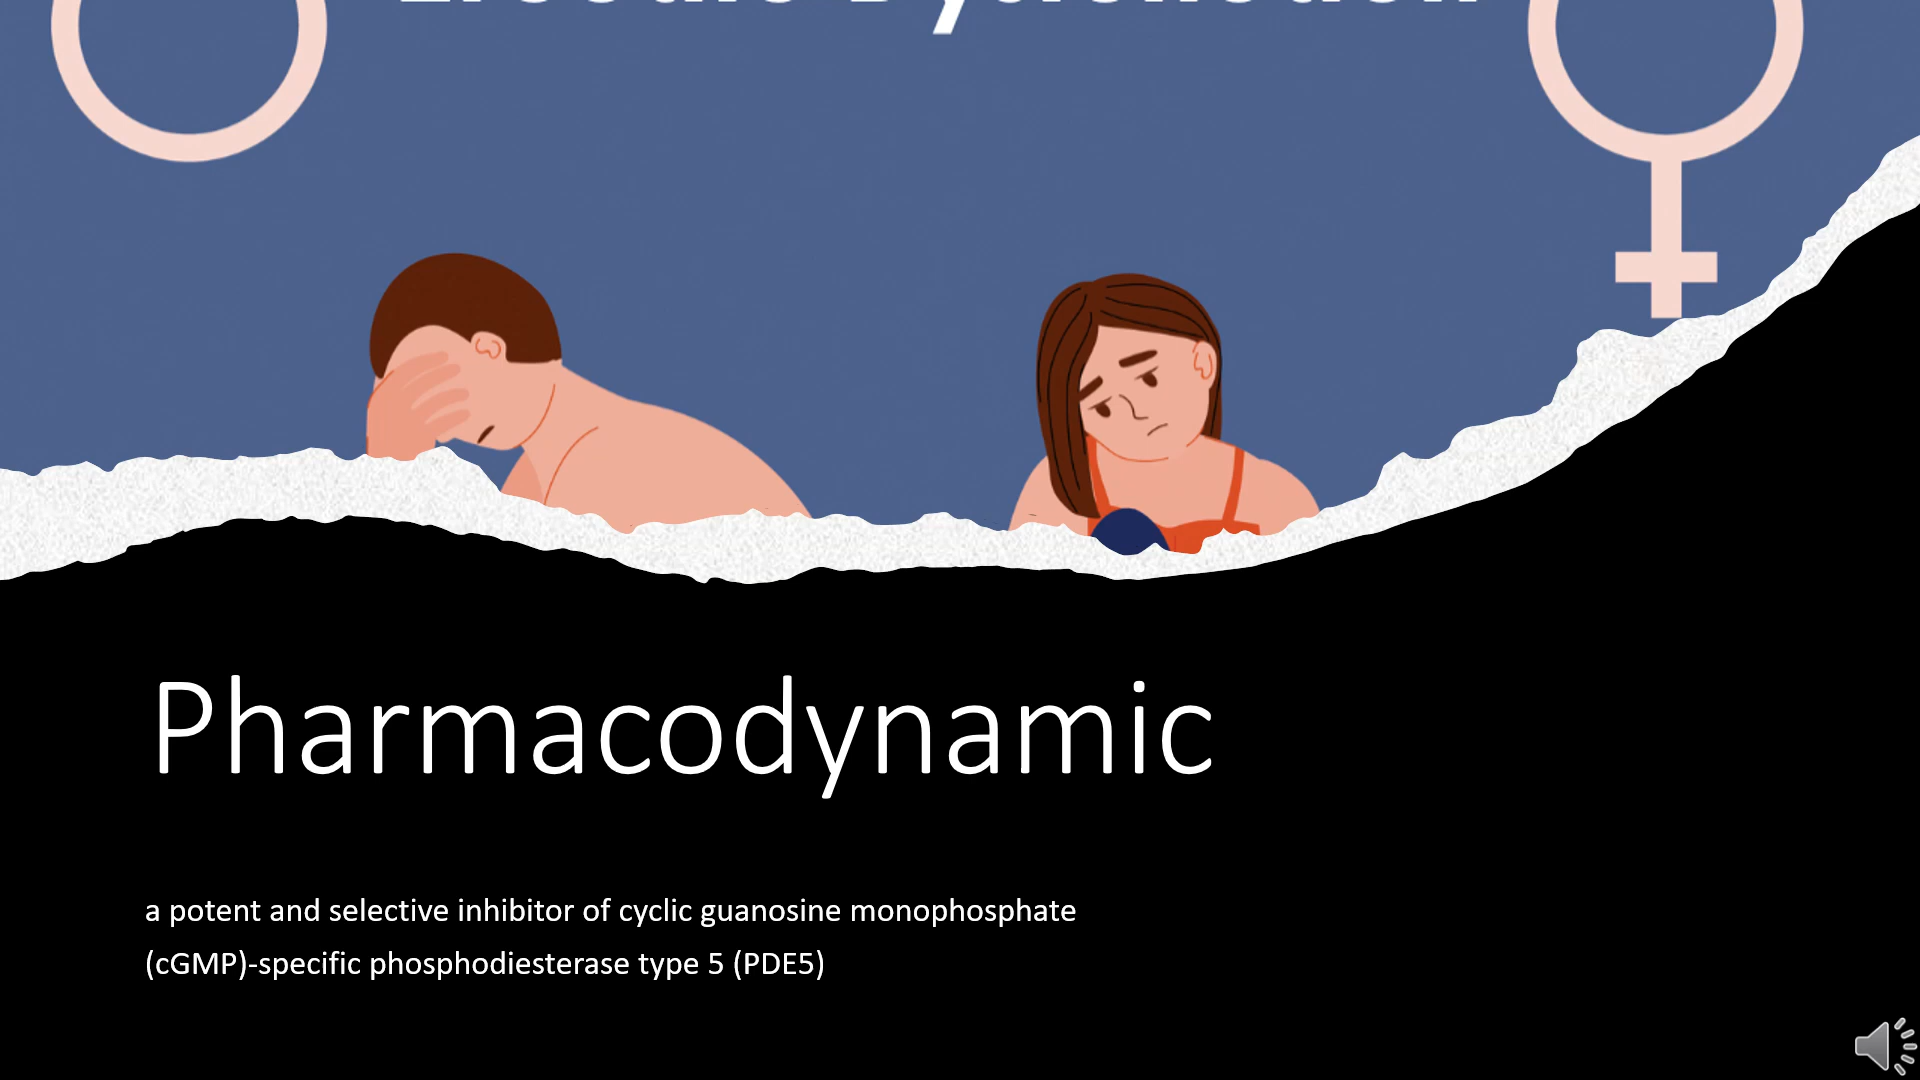 Pharmacodynamic
a potent and selective inhibitor of cyclic guanosine monophosphate
(cGMP)-specific phosphodiesterase type 5 (PDE5)